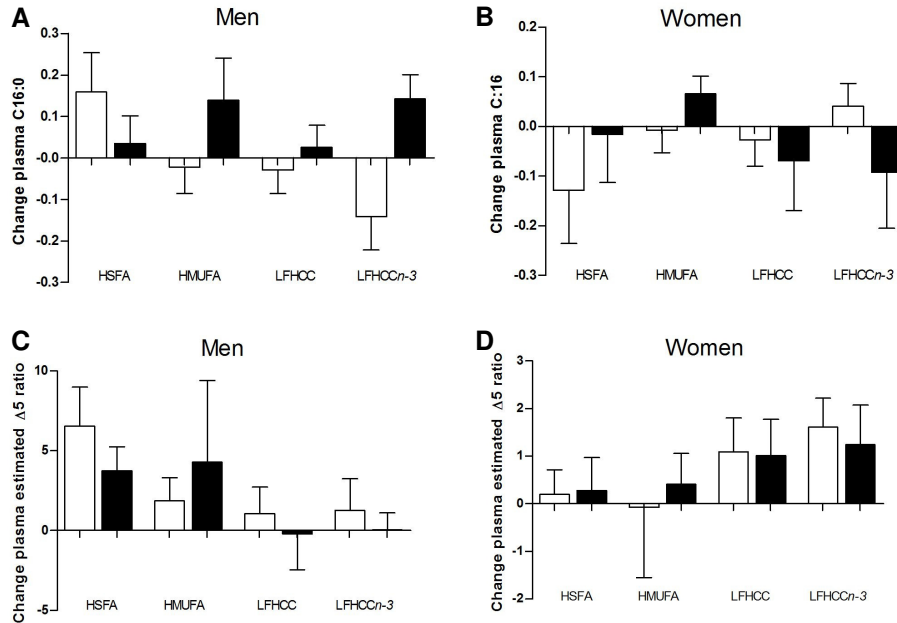 A
Men
Change plasma C16:0
0.3
0.2
0.1
-0.0
-0.1
-0.2
-0.3
HSFA HMUFA LFHCC LFHCCn-3
B
Women
Change plasma C:16
0.2
0.1
0.0
-0.1
-0.2
-0.3
HSFA HMUFA LFHCC LFHCCn-3
C
Men
Change plasma estimated Δ5 ratio
10
5
0
-5
HSFA HMUFA LFHCC LFHCCn-3
D
Women
Change plasma estimated Δ5 ratio
3
2
1
0
-1
-2
HSFA HMUFA LFHCC LFHCCn-3